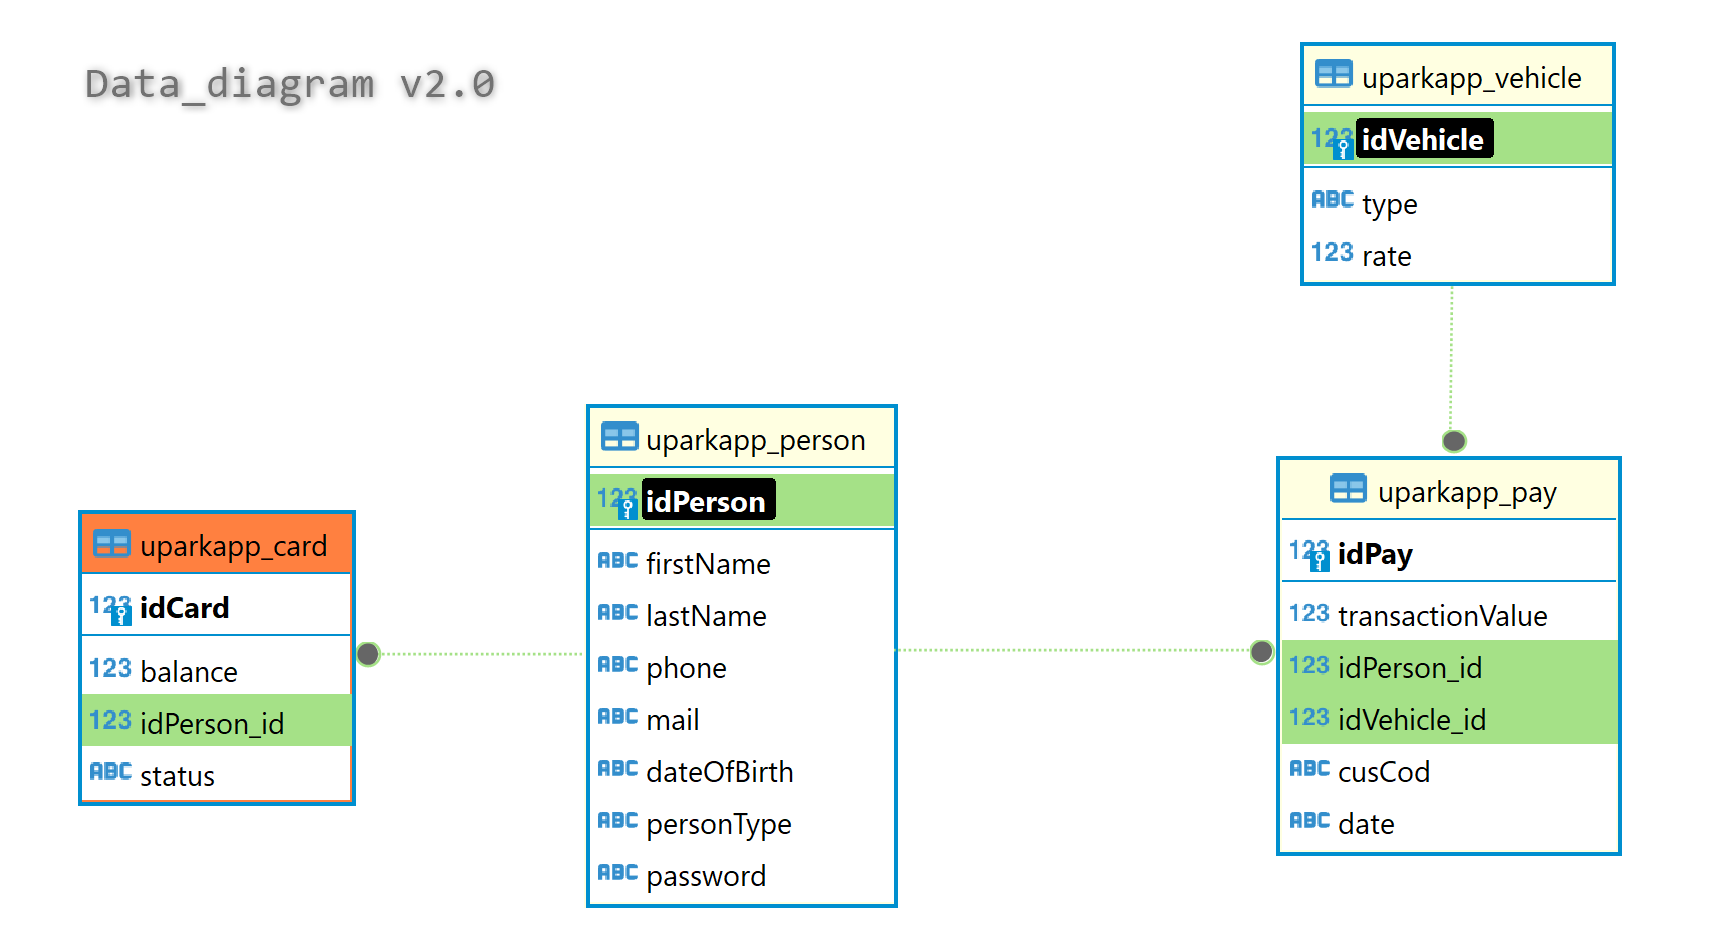 Data_diagram v2.0
uparkapp_vehicle
123 idVehicle
ABC type
123 rate
uparkapp_person
123 idPerson
ABC firstName
ABC lastName
ABC phone
ABC mail
ABC dateOfBirth
ABC personType
ABC password
uparkapp_card
123 idCard
123 balance
123 idPerson_id
ABC status
uparkapp_pay
123 idPay
123 transactionValue
123 idPerson_id
123 idVehicle_id
ABC cusCod
ABC date